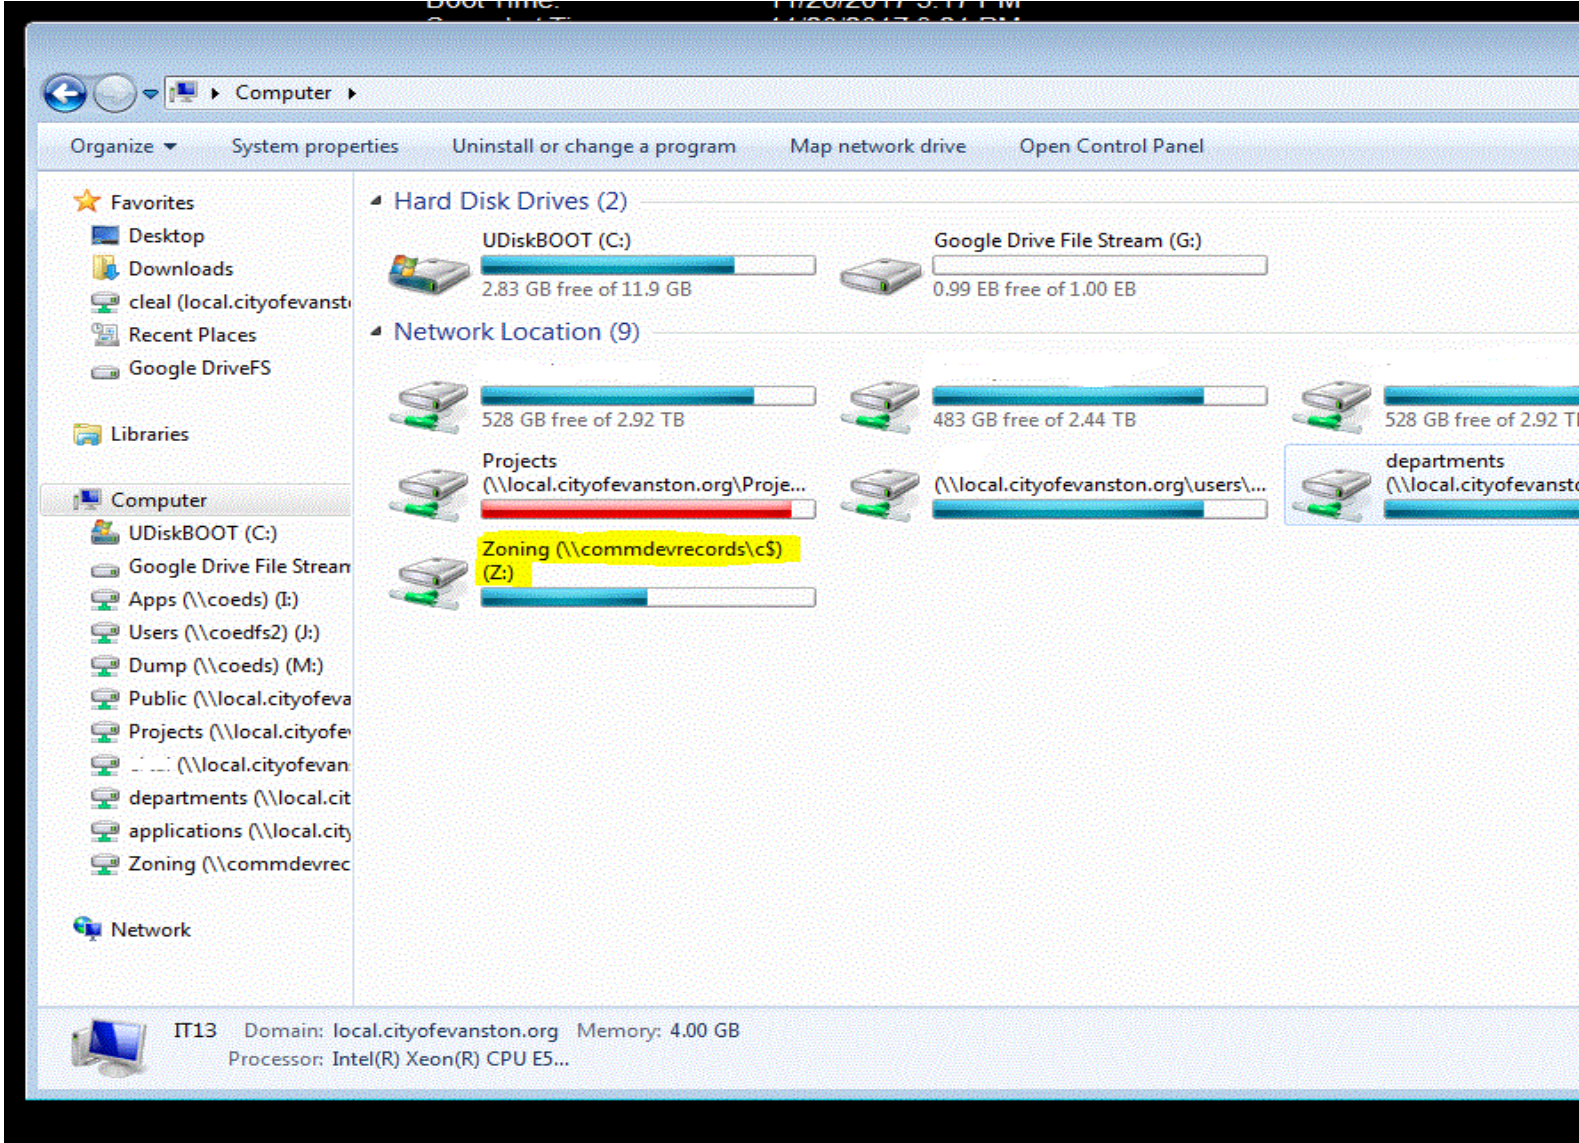 Computer
Organize System properties Uninstall or change a program Map network drive Open Control Panel
Favorites
Desktop
Downloads
cleal (local.cityofevanst
Recent Places
Google DriveFS
Libraries
Computer
UDiskBOOT (C:)
Google Drive File Stream
Apps (\\coeds) (I:)
Users (\\coedfs2) (J:)
Dump (\\coeds) (M:)
Public (\\local.cityofeva
Projects (\\local.cityofe
(\\local.cityofevan
departments (\\local.cit
applications (\\local.city
Zoning (\\commdevrec
Network
Hard Disk Drives (2)
UDiskBOOT (C:)
2.83 GB free of 11.9 GB
Google Drive File Stream (G:)
0.99 EB free of 1.00 EB
Network Location (9)
528 GB free of 2.92 TB
483 GB free of 2.44 TB
528 GB free of 2.92 T
Projects
(\\local.cityofevanston.org\Proje...
(\\local.cityofevanston.org\users\...
departments
(\\local.cityofevanst
Zoning (\\commdevrecords\c$)
(Z:)
IT13 Domain: local.cityofevanston.org Memory: 4.00 GB
Processor: Intel(R) Xeon(R) CPU E5...